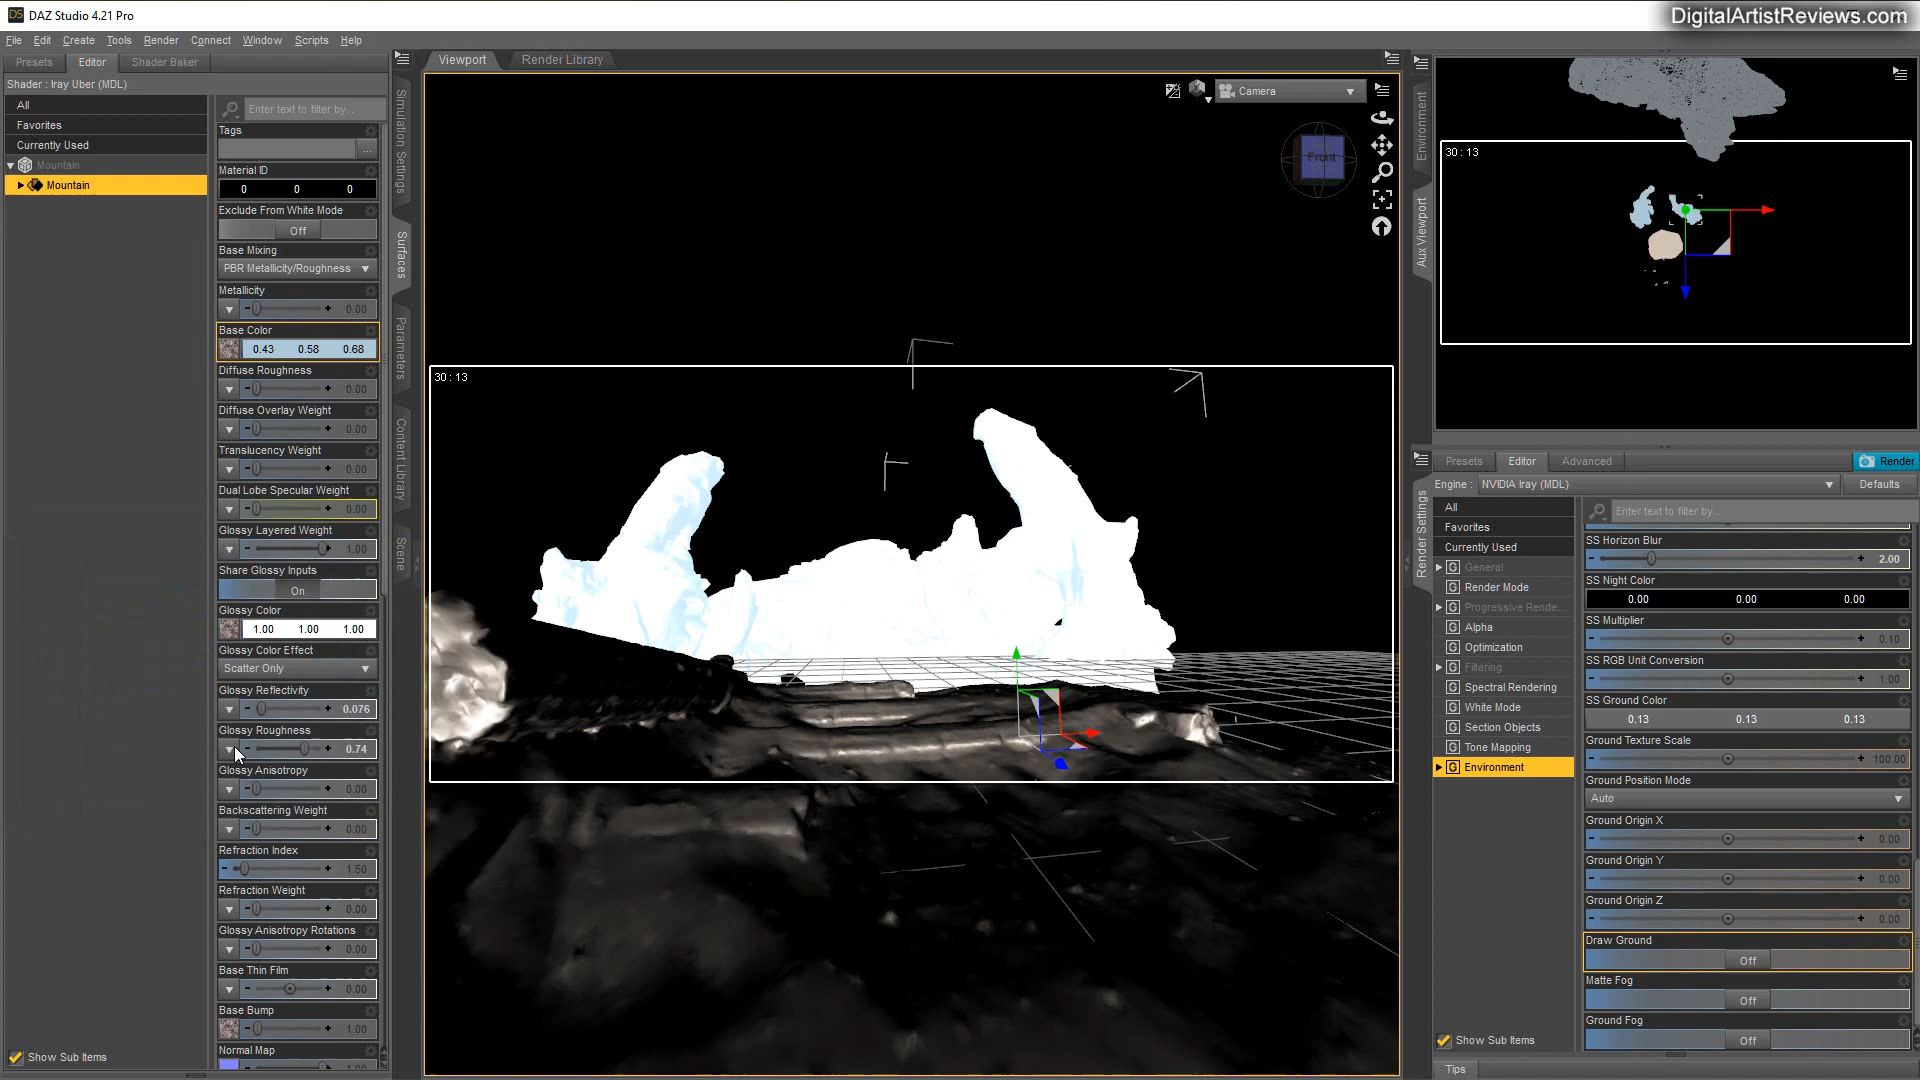 DS DAZ Studio 4.21 Pro
DigitalArtistReviews.com
File Edit Create Tools Render Connect Window Scripts Help
Presets Editor Shader Baker
Shader : Iray Uber (MDL)
All
Favorites
Currently Used
Mountain
Mountain
Show Sub Items
Enter text to filter by...
Tags
...
Material ID
0 0 0
Exclude From White Mode
Off
Base Mixing
PBR Metallicity/Roughness
Metallicity
0.00
Base Color
0.43 0.58 0.68
Diffuse Roughness
0.00
Diffuse Overlay Weight
0.00
Translucency Weight
0.00
Dual Lobe Specular Weight
0.00
Glossy Layered Weight
1.00
Share Glossy Inputs
On
Glossy Color
1.00 1.00 1.00
Glossy Color Effect
Scatter Only
Glossy Reflectivity
0.076
Glossy Roughness
0.74
Glossy Anisotropy
0.00
Backscattering Weight
0.00
Refraction Index
1.50
Refraction Weight
0.00
Glossy Anisotropy Rotations
0.00
Base Thin Film
0.00
Base Bump
1.00
Normal Map
1.00
Simulation Settings
Surfaces
Parameters
Content Library
Scene
Viewport Render Library
Camera
Front
30 : 13
Environment
Aux Viewport
30 : 13
Render Settings
Presets Editor Advanced
Render
Engine : NVIDIA Iray (MDL)
Defaults
All
Favorites
Currently Used
G General
G Render Mode
G Progressive Rende...
G Alpha
G Optimization
G Filtering
G Spectral Rendering
G White Mode
G Section Objects
G Tone Mapping
G Environment
Show Sub Items
Enter text to filter by...
SS Horizon Blur
2.00
SS Night Color
0.00 0.00 0.00
SS Multiplier
0.10
SS RGB Unit Conversion
1.00
SS Ground Color
0.13 0.13 0.13
Ground Texture Scale
100.00
Ground Position Mode
Auto
Ground Origin X
0.00
Ground Origin Y
0.00
Ground Origin Z
0.00
Draw Ground
Off
Matte Fog
Off
Ground Fog
Off
Tips